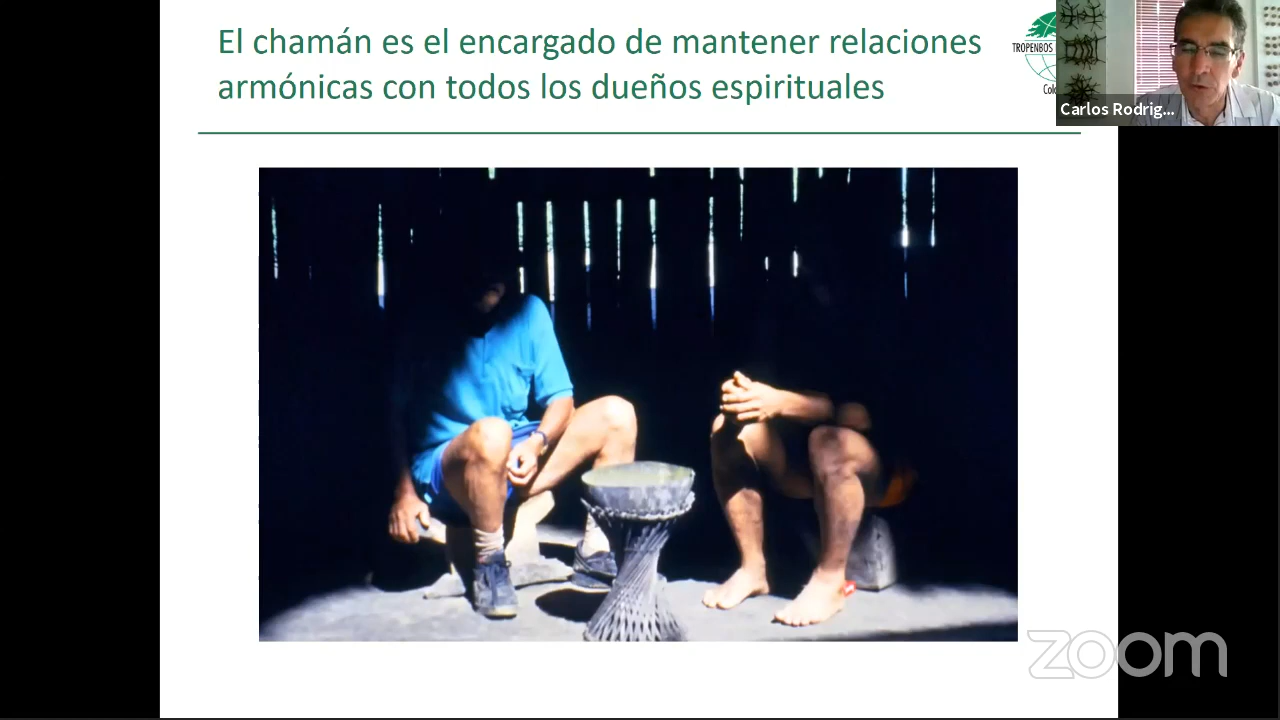 El chamán es el encargado de mantener relaciones
armónicas con todos los dueños espirituales
TROPENBOS
Carlos Rodrig...
zoom